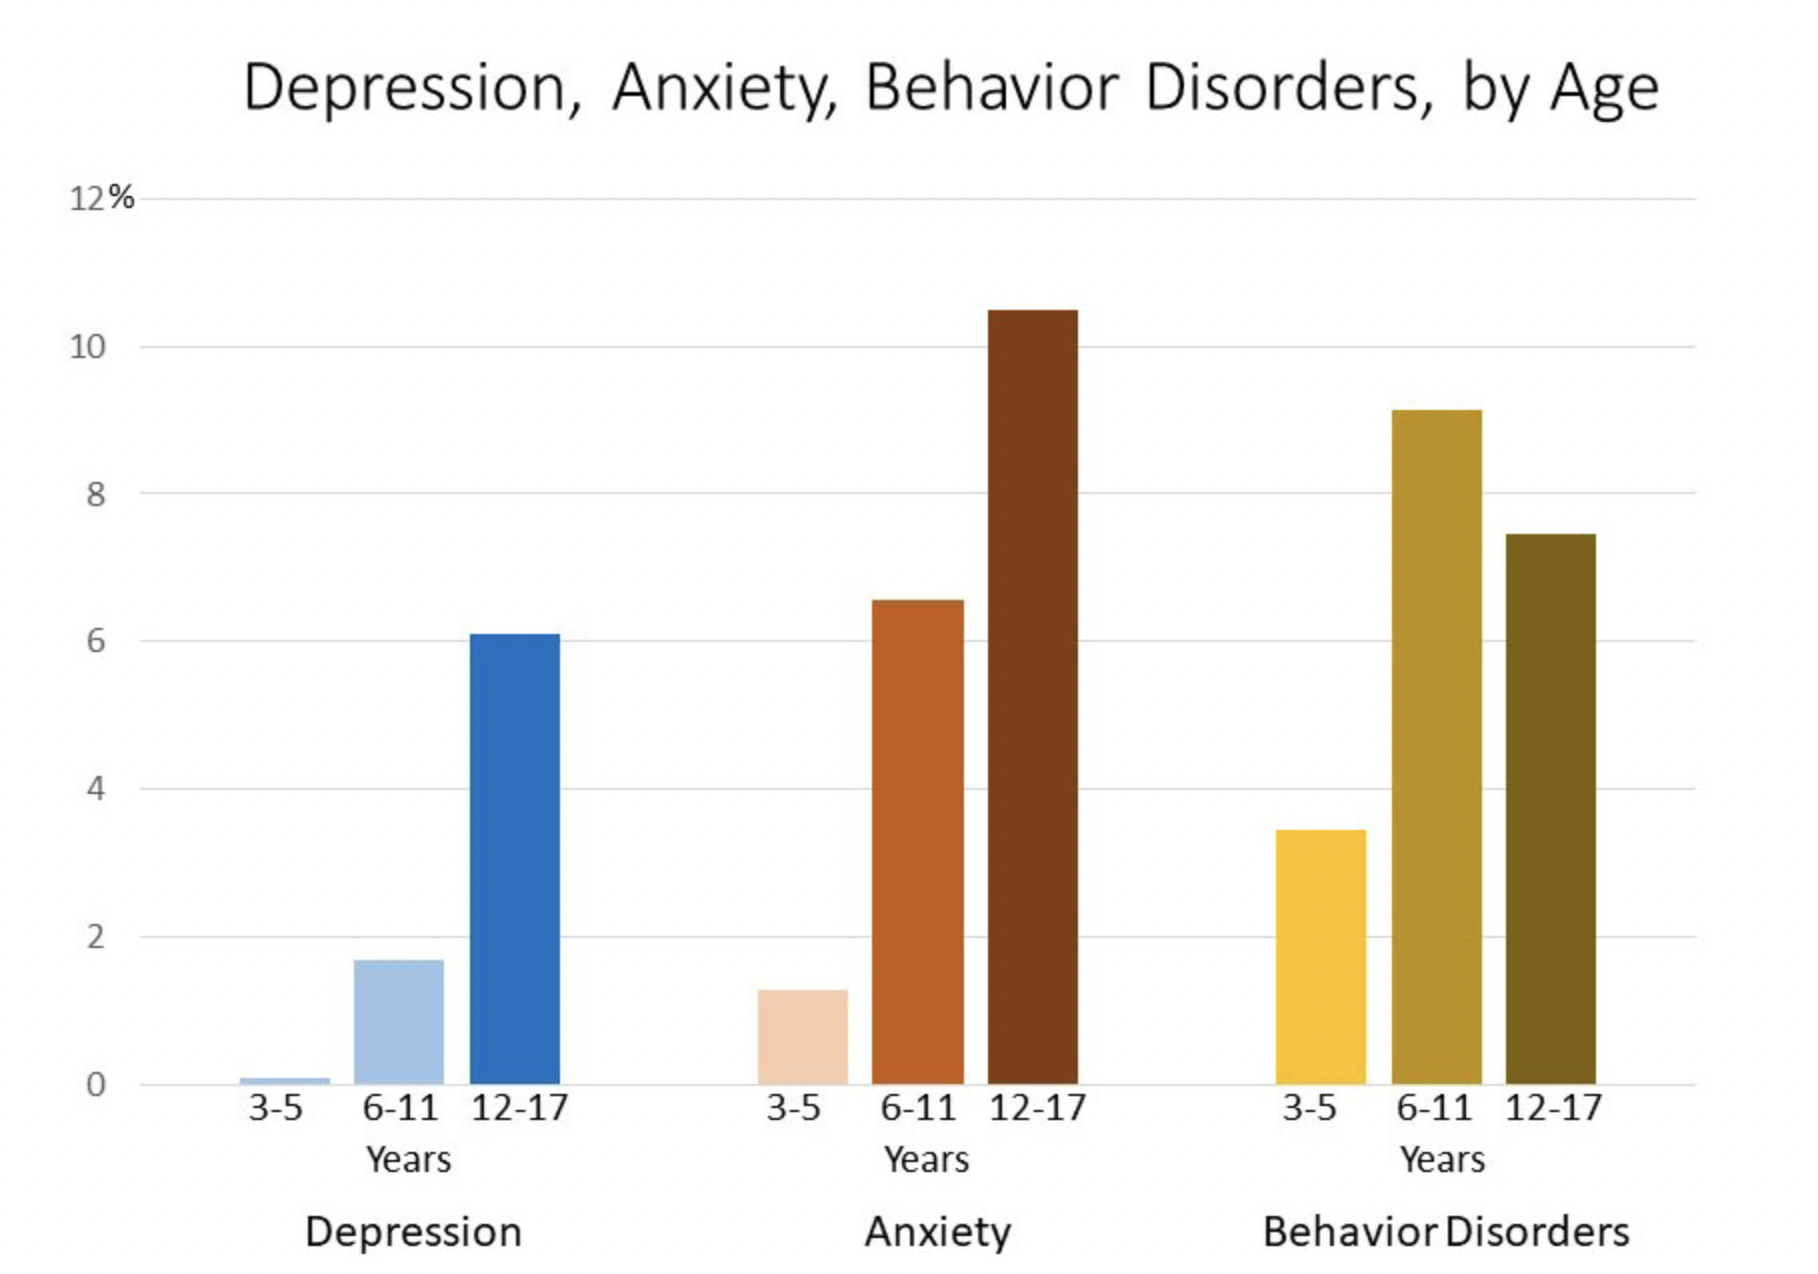 Depression, Anxiety, Behavior Disorders, by Age
12%
10
8
6
4
2
0
3-5 6-11 12-17 3-5 6-11 12-17 3-5 6-11 12-17
Years Years Years
Depression Anxiety Behavior Disorders